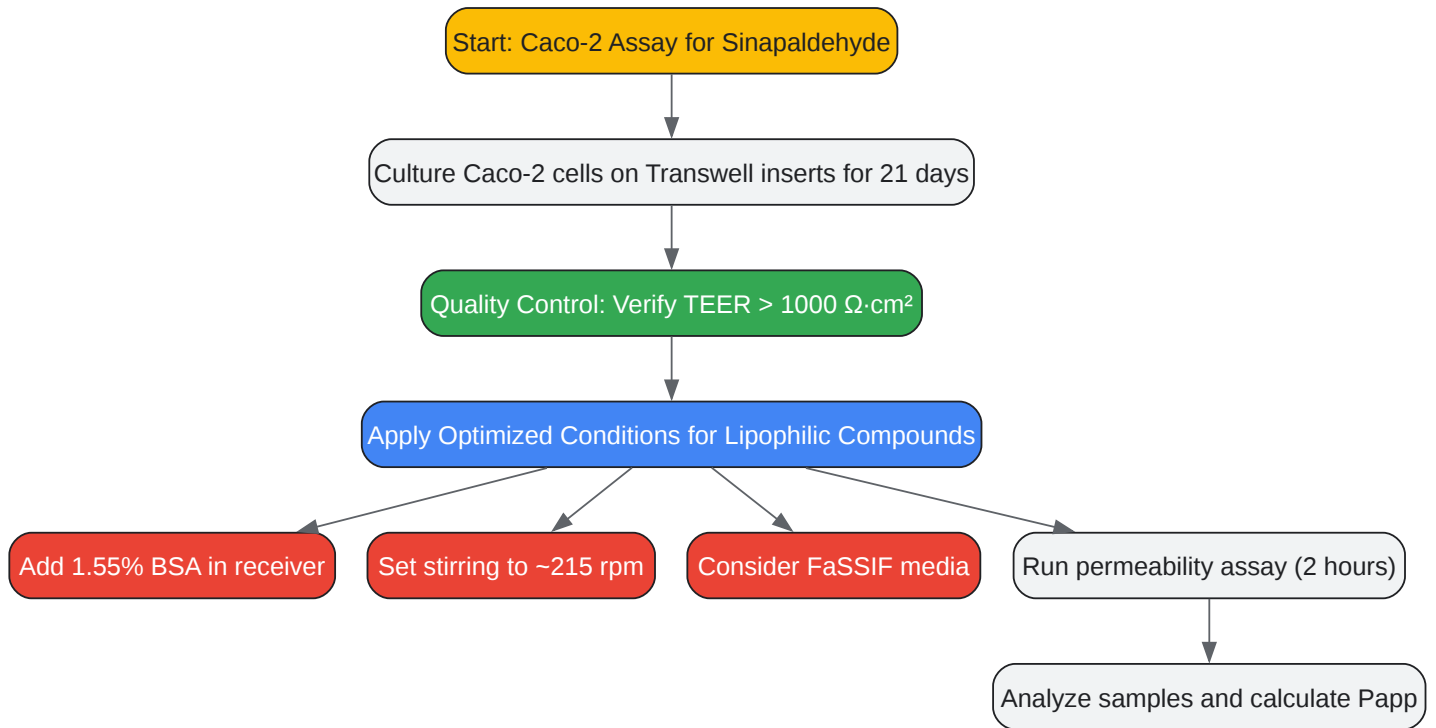 Start: Caco-2 Assay for Sinapaldehyde
Culture Caco-2 cells on Transwell inserts for 21 days
Quality Control: Verify TEER > 1000 Ω·cm²
Apply Optimized Conditions for Lipophilic Compounds
Add 1.55% BSA in receiver
Set stirring to ~215 rpm
Consider FaSSIF media
Run permeability assay (2 hours)
Analyze samples and calculate Papp